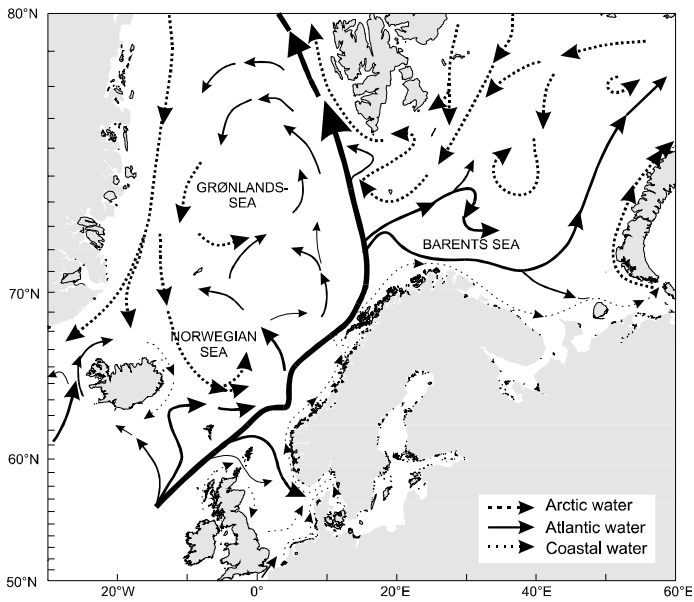 80°N
GRØNLANDS-
SEA
BARENTS SEA
70°N
NORWEGIAN
SEA
60°N
Arctic water
Atlantic water
Coastal water
50°N
20°W 0° 20°E 40°E 60°E